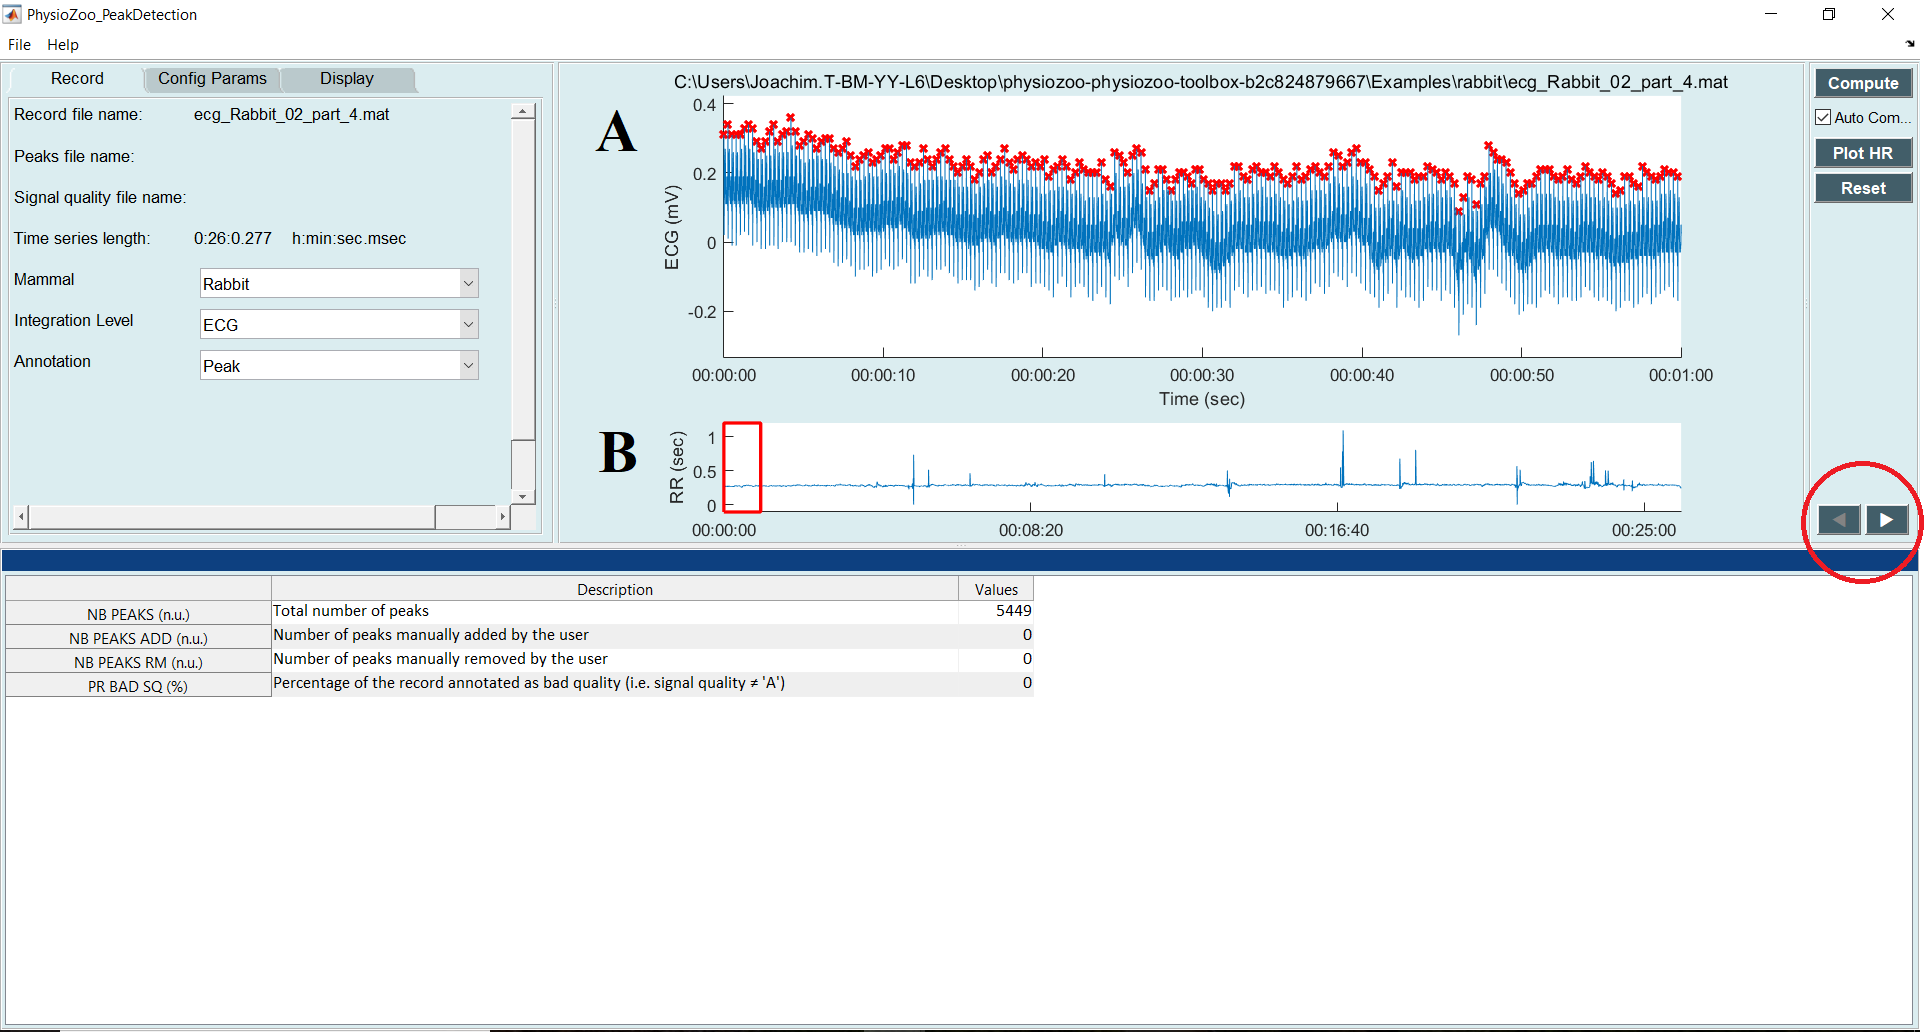 PhysioZoo_PeakDetection
File Help
Record Config Params Display
Record file name: ecg_Rabbit_02_part_4.mat
Peaks file name:
Signal quality file name:
Time series length: 0:26:0.277 h:min:sec.msec
Mammal Rabbit
Integration Level ECG
Annotation Peak
C:\Users\Joachim.T-BM-YY-L6\Desktop\physiozoo-physiozoo-toolbox-b2c824879667\Examples\rabbit\ecg_Rabbit_02_part_4.mat
A
ECG (mV)
0.4
0.2
0
-0.2
00:00:00 00:00:10 00:00:20 00:00:30 00:00:40 00:00:50 00:01:00
Time (sec)
B
RR (sec)
1
0.5
0
00:00:00 00:08:20 00:16:40 00:25:00
Compute
Auto Com...
Plot HR
Reset
Description Values
NB PEAKS (n.u.) Total number of peaks 5449
NB PEAKS ADD (n.u.) Number of peaks manually added by the user 0
NB PEAKS RM (n.u.) Number of peaks manually removed by the user 0
PR BAD SQ (%) Percentage of the record annotated as bad quality (i.e. signal quality ≠ 'A') 0